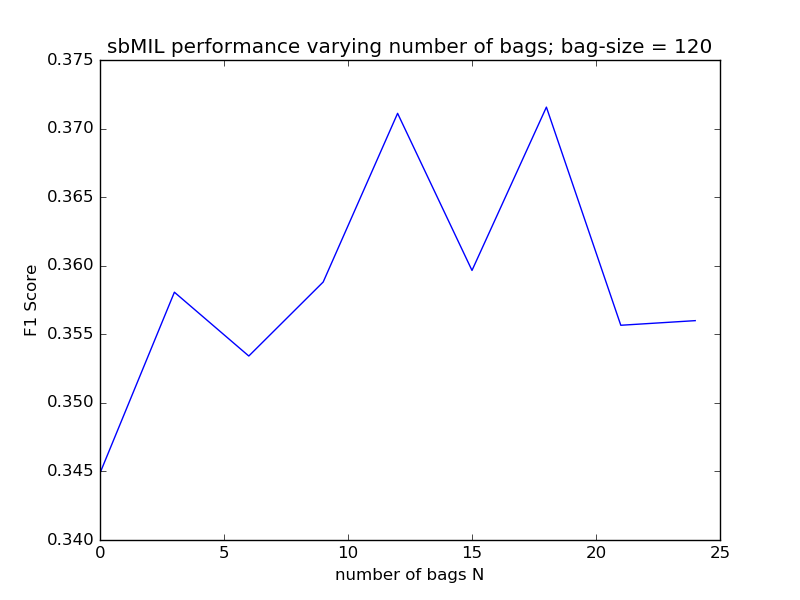 sbMIL performance varying number of bags; bag-size = 120
0.375
0.370
0.365
0.360
0.355
0.350
0.345
0.340
F1 Score
0 5 10 15 20 25
number of bags N